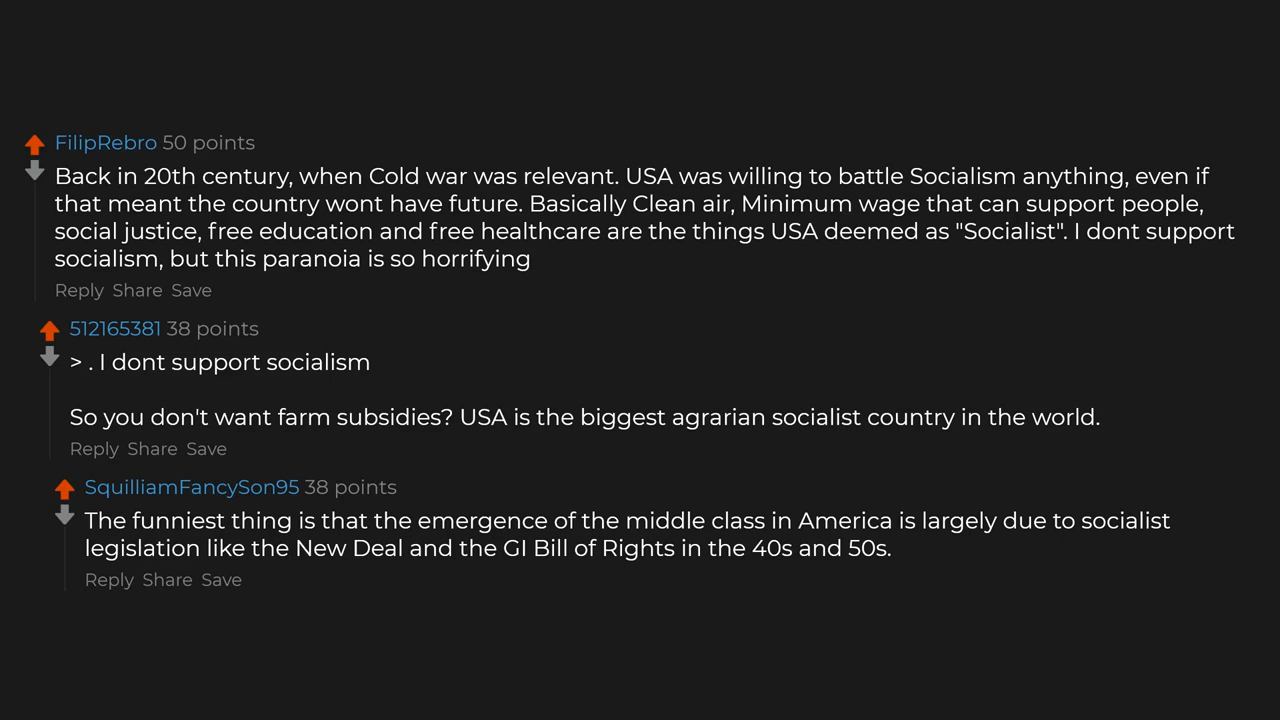 FilipRebro 50 points
Back in 20th century, when Cold war was relevant. USA was willing to battle Socialism anything, even if
that meant the country wont have future. Basically Clean air, Minimum wage that can support people,
social justice, free education and free healthcare are the things USA deemed as "Socialist". I dont support
socialism, but this paranoia is so horrifying
Reply Share Save
512165381 38 points
> . I dont support socialism
So you don't want farm subsidies? USA is the biggest agrarian socialist country in the world.
Reply Share Save
SquilliamFancySon95 38 points
The funniest thing is that the emergence of the middle class in America is largely due to socialist
legislation like the New Deal and the GI Bill of Rights in the 40s and 50s.
Reply Share Save